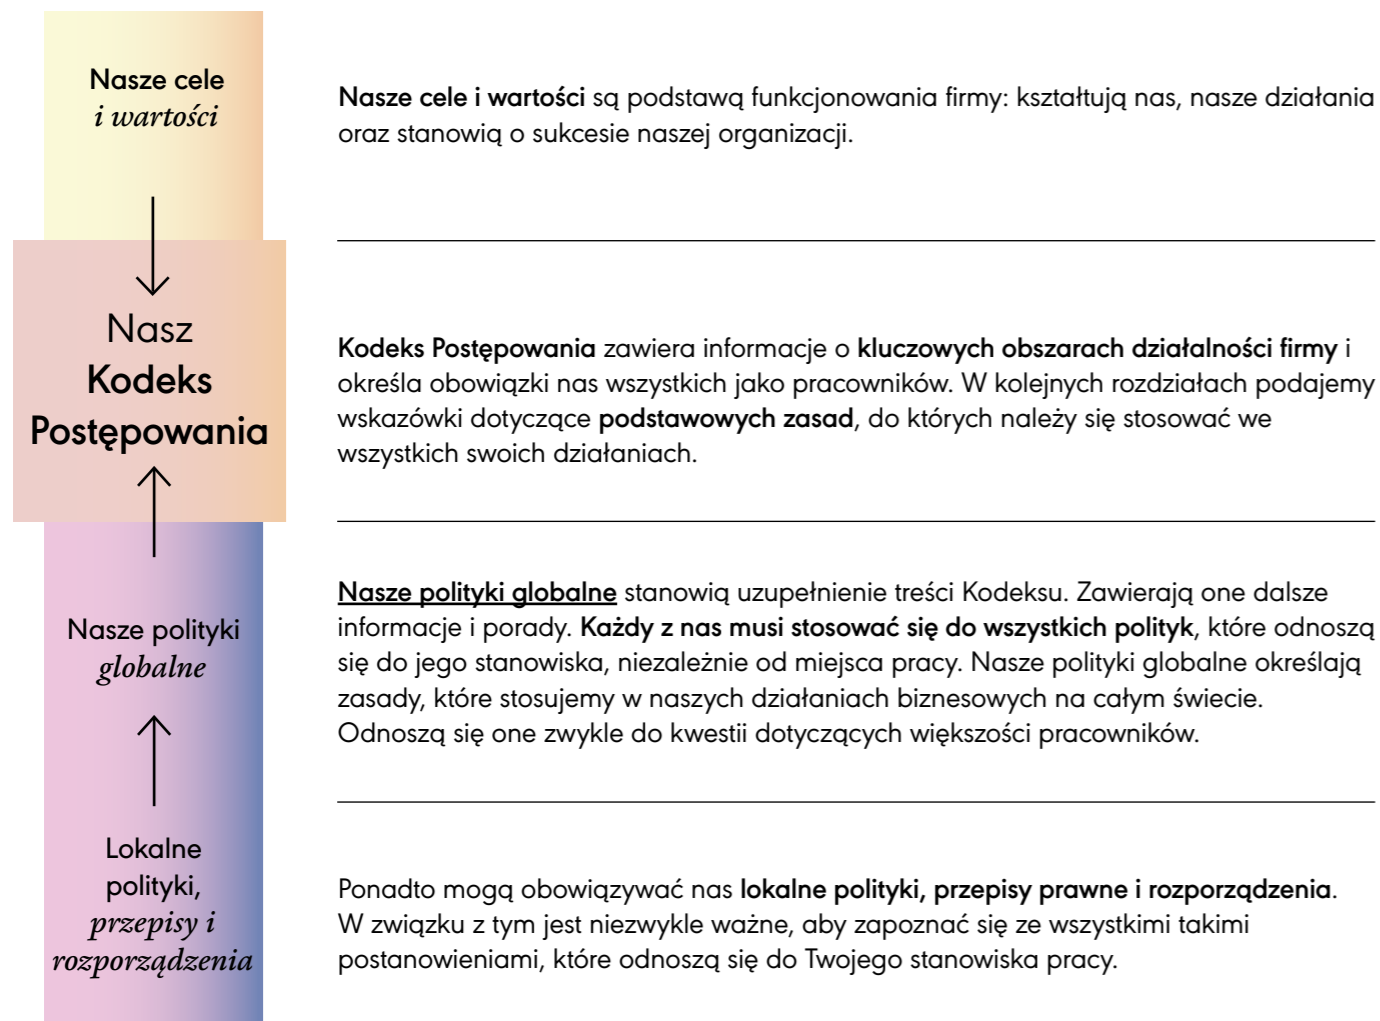 Nasze cele
i wartości
Nasze cele i wartości są podstawą funkcjonowania firmy: kształtują nas, nasze działania
oraz stanowią o sukcesie naszej organizacji.
Nasz
Kodeks
Postępowania
Kodeks Postępowania zawiera informacje o kluczowych obszarach działalności firmy i
określa obowiązki nas wszystkich jako pracowników. W kolejnych rozdziałach podajemy
wskazówki dotyczące podstawowych zasad, do których należy się stosować we
wszystkich swoich działaniach.
Nasze polityki
globalne
Nasze polityki globalne stanowią uzupełnienie treści Kodeksu. Zawierają one dalsze
informacje i porady. Każdy z nas musi stosować się do wszystkich polityk, które odnoszą
się do jego stanowiska, niezależnie od miejsca pracy. Nasze polityki globalne określają
zasady, które stosujemy w naszych działaniach biznesowych na całym świecie.
Odnoszą się one zwykle do kwestii dotyczących większości pracowników.
Lokalne
polityki,
przepisy i
rozporządzenia
Ponadto mogą obowiązywać nas lokalne polityki, przepisy prawne i rozporządzenia.
W związku z tym jest niezwykle ważne, aby zapoznać się ze wszystkimi takimi
postanowieniami, które odnoszą się do Twojego stanowiska pracy.